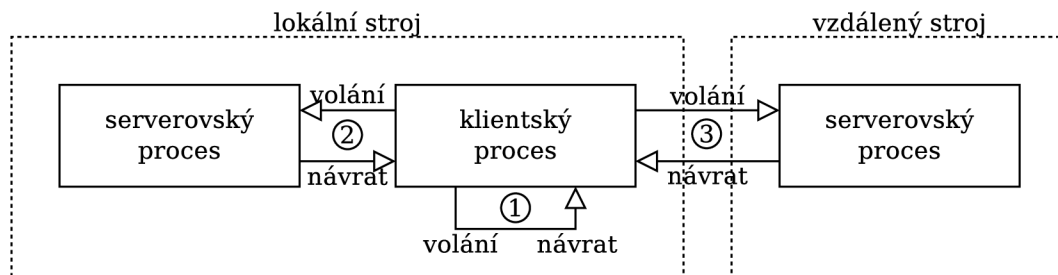 lokální stroj
vzdálený stroj
serverovský
proces
volání
②
návrat
klientský
proces
①
volání
návrat
volání
③
návrat
serverovský
proces